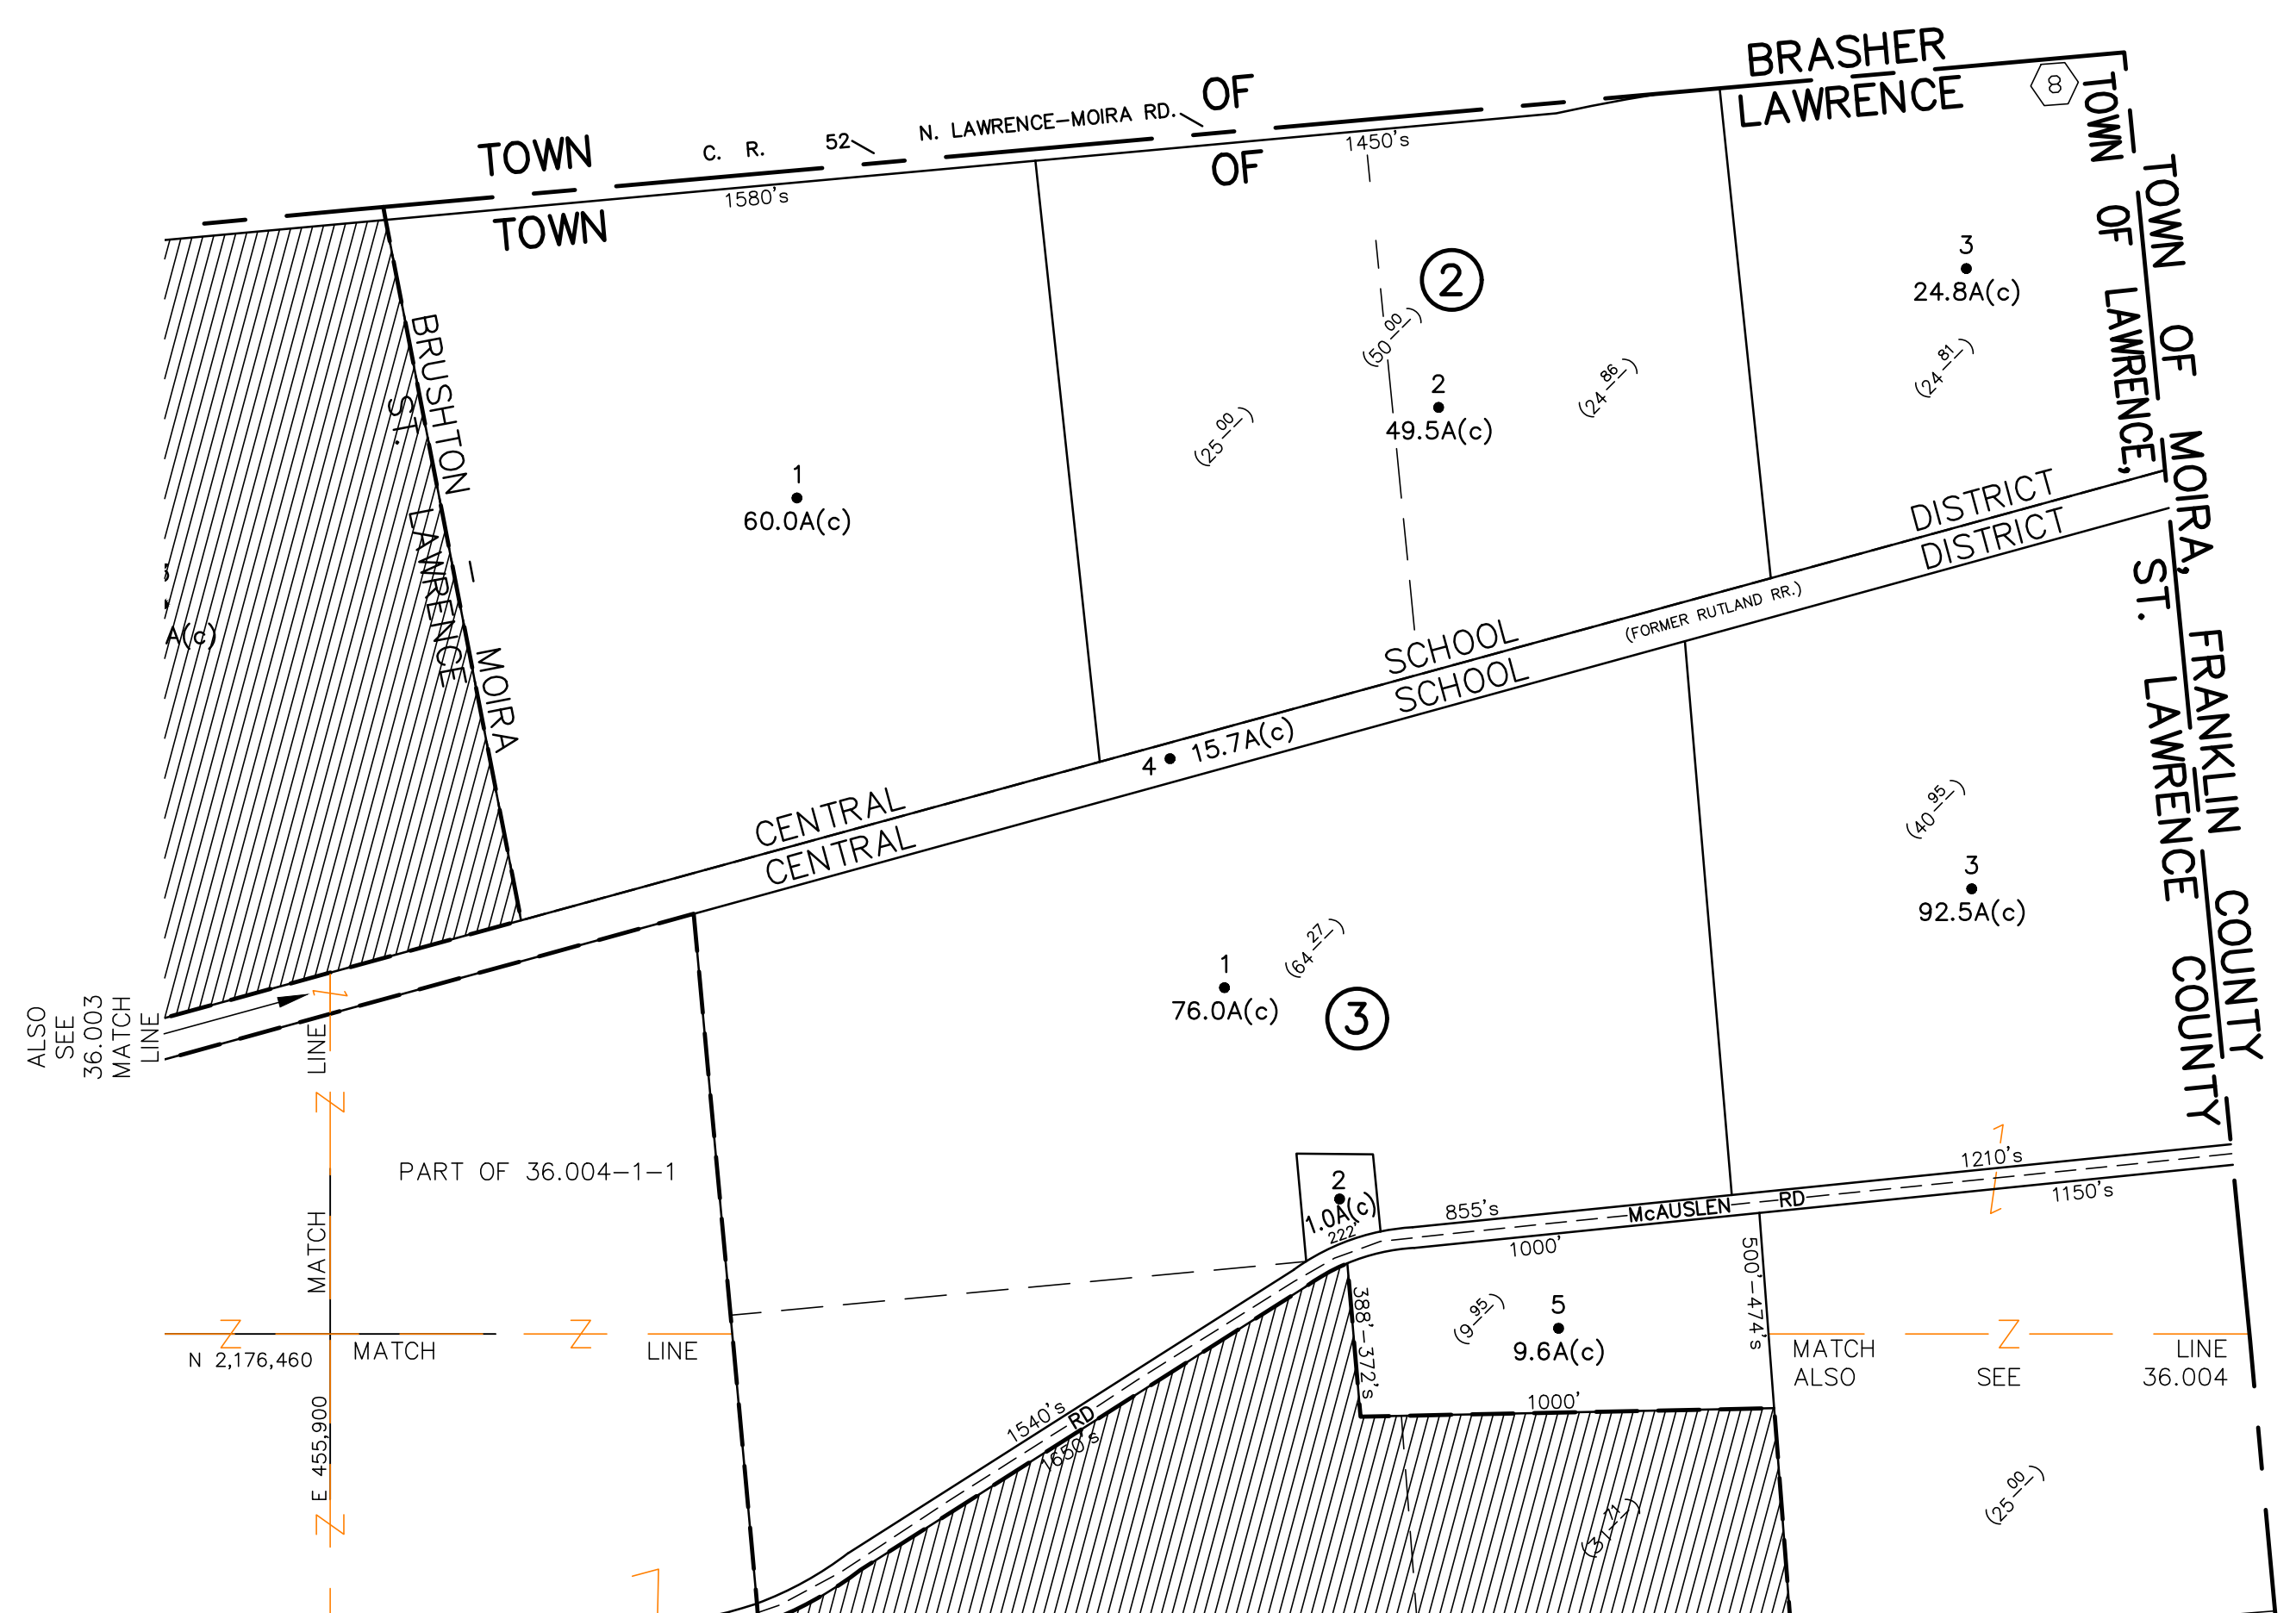 BRASHER
LAWRENCE
8
TOWN OF
C. R. 52
N. LAWRENCE-MOIRA RD.
TOWN OF
1580's
1450's
TOWN OF MOIRA, FRANKLIN COUNTY
TOWN OF LAWRENCE, ST. LAWRENCE COUNTY
2
3
24.8A(c)
(24 81)
(50 00)
2
49.5A(c)
(24 86)
(25 00)
1
60.0A(c)
BRUSHTON – MOIRA
ST. LAWRENCE
A(c)
CENTRAL SCHOOL DISTRICT
CENTRAL SCHOOL DISTRICT
(FORMER RUTLAND RR.)
4
15.7A(c)
(40 95)
3
92.5A(c)
(64 27)
1
76.0A(c)
3
ALSO
SEE
36.003
MATCH
LINE
MATCH LINE
PART OF 36.004-1-1
2
1.0A(c)
222'
855's
1000'
McAUSLEN RD
1210's
1150's
388'-372's
500'-474's
(9 95)
5
9.6A(c)
1000'
N 2,176,460
MATCH LINE
E 455,900
MATCH LINE
ALSO SEE 36.004
1540's
RD
1650's
(37 71)
(25 00)